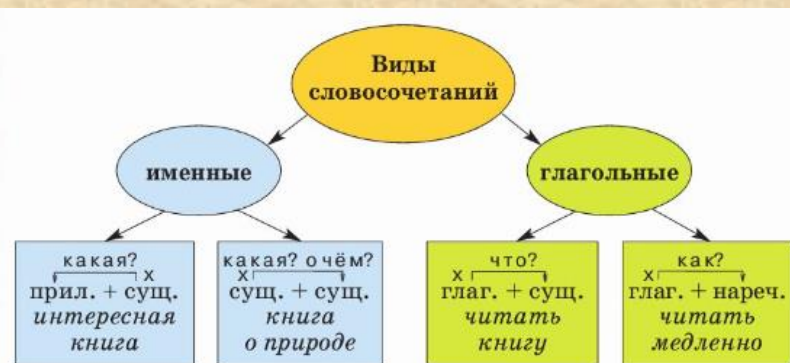 Виды
словосочетаний
именные
глагольные
какая?
х
прил. + сущ.
интересная
книга
какая? о чём?
х
сущ. + сущ.
книга
о природе
что?
х
глаг. + сущ.
читать
книгу
как?
х
глаг. + нареч.
читать
медленно